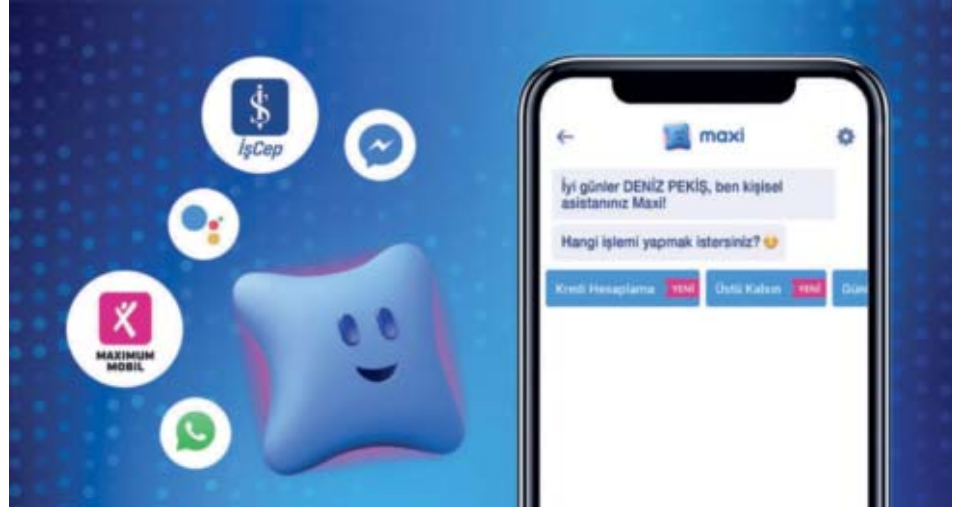 İşCep
MAXIMUM
MOBİL
maxi
İyi günler DENİZ PEKİŞ, ben kişisel
asistanınız Maxi!
Hangi işlemi yapmak istersiniz?
Kredi Hesaplama YENİ Üstü Kalsın YENİ